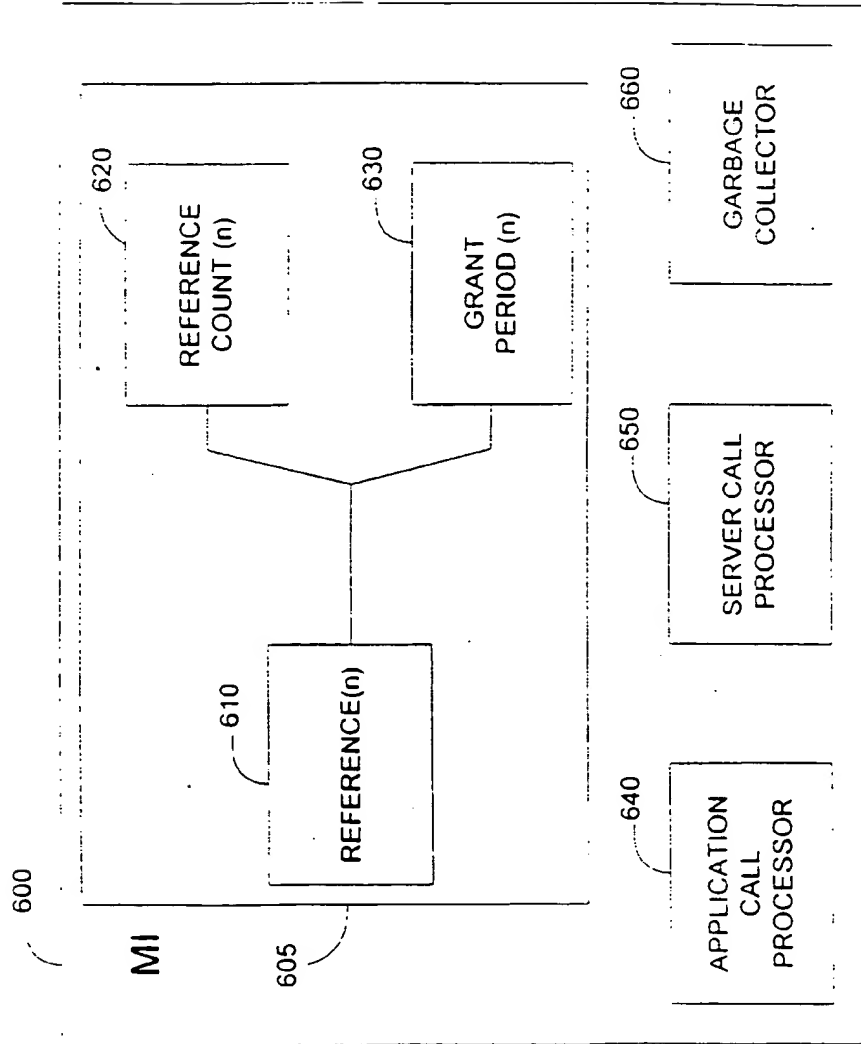 600
MI
605
610
REFERENCE(n)
620
REFERENCE
COUNT (n)
630
GRANT
PERIOD (n)
640
APPLICATION
CALL
PROCESSOR
650
SERVER CALL
PROCESSOR
660
GARBAGE
COLLECTOR